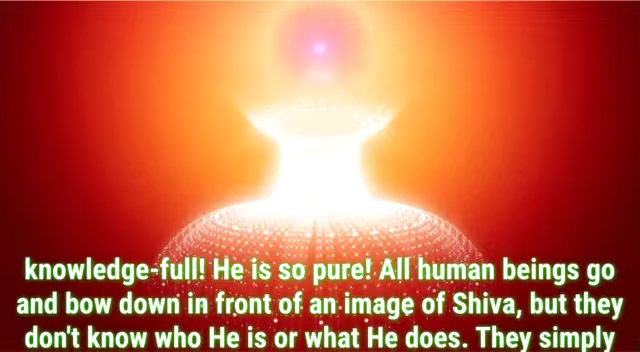 knowledge-full! He is so pure! All human beings go
and bow down in front of an image of Shiva, but they
don't know who He is or what He does. They simply